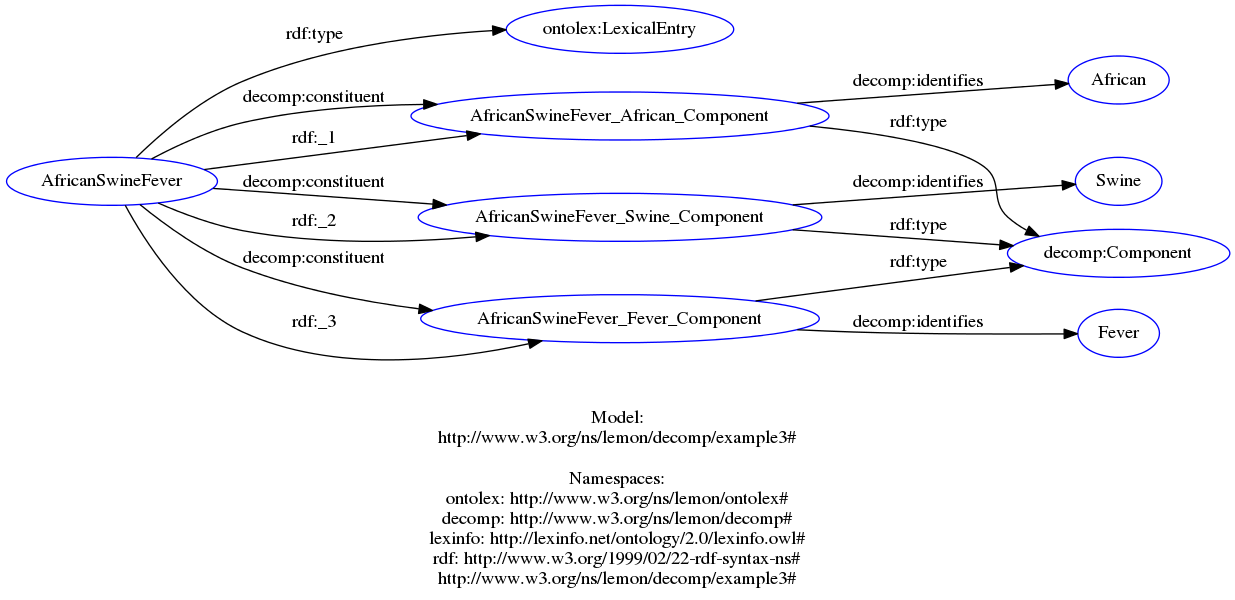 rdf:type
ontolex:LexicalEntry
decomp:constituent
rdf:_1
AfricanSwineFever_African_Component
decomp:identifies
African
rdf:type
AfricanSwineFever
decomp:constituent
rdf:_2
AfricanSwineFever_Swine_Component
decomp:identifies
Swine
rdf:type
decomp:Component
decomp:constituent
rdf:_3
AfricanSwineFever_Fever_Component
rdf:type
decomp:identifies
Fever
Model:
http://www.w3.org/ns/lemon/decomp/example3#
Namespaces:
ontolex: http://www.w3.org/ns/lemon/ontolex#
decomp: http://www.w3.org/ns/lemon/decomp#
lexinfo: http://lexinfo.net/ontology/2.0/lexinfo.owl#
rdf: http://www.w3.org/1999/02/22-rdf-syntax-ns#
http://www.w3.org/ns/lemon/decomp/example3#